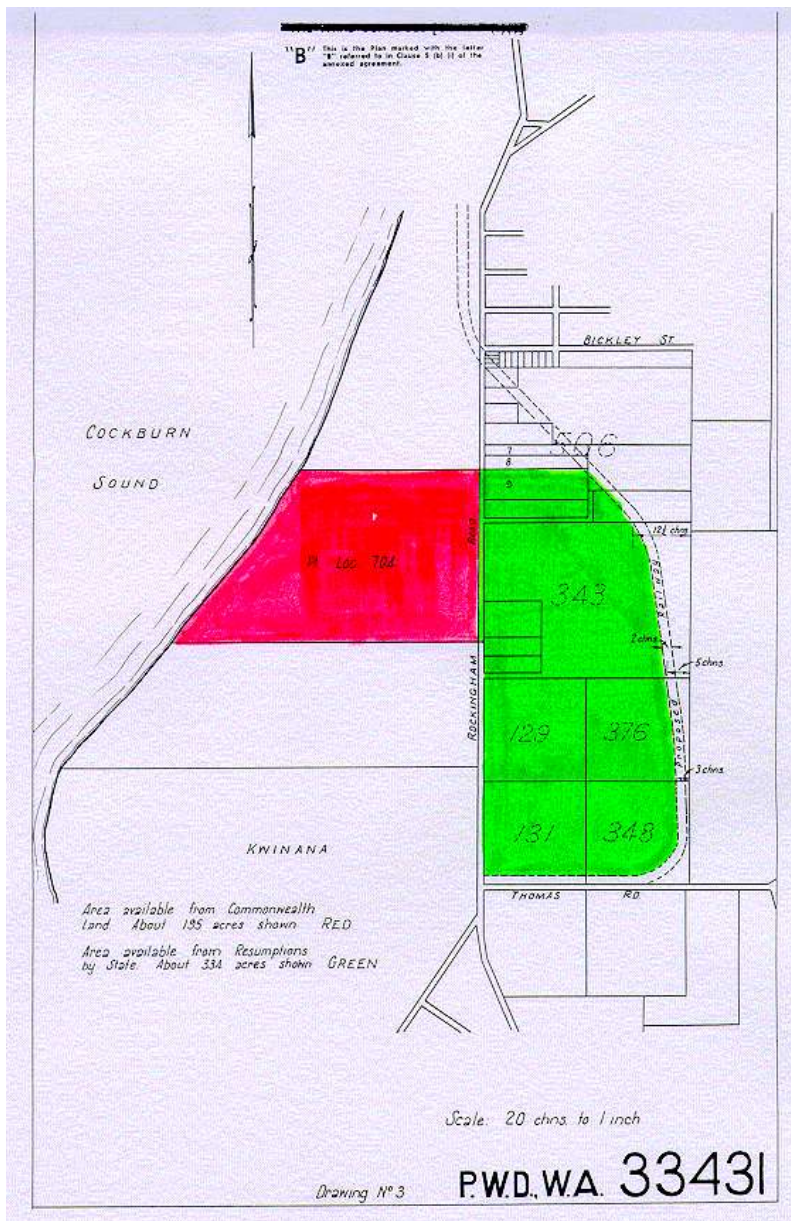 "B" This is the Plan marked with the letter
"B" referred to in Clause 5 (b) (i) of the
annexed agreement.
BICKLEY ST.
COCKBURN
SOUND
506
7
8
9
ROAD
12½ chns.
Pt Loc 704
343
Railway
2 chns.
5 chns.
ROCKINGHAM
129
376
Proposed
3 chns.
131
348
KWINANA
THOMAS RD.
Area available from Commonwealth
Land. About 195 acres shown RED
Area available from Resumptions
by State. About 334 acres shown GREEN
Scale: 20 chns. to 1 inch
Drawing Nº 3
P.W.D., W.A. 33431